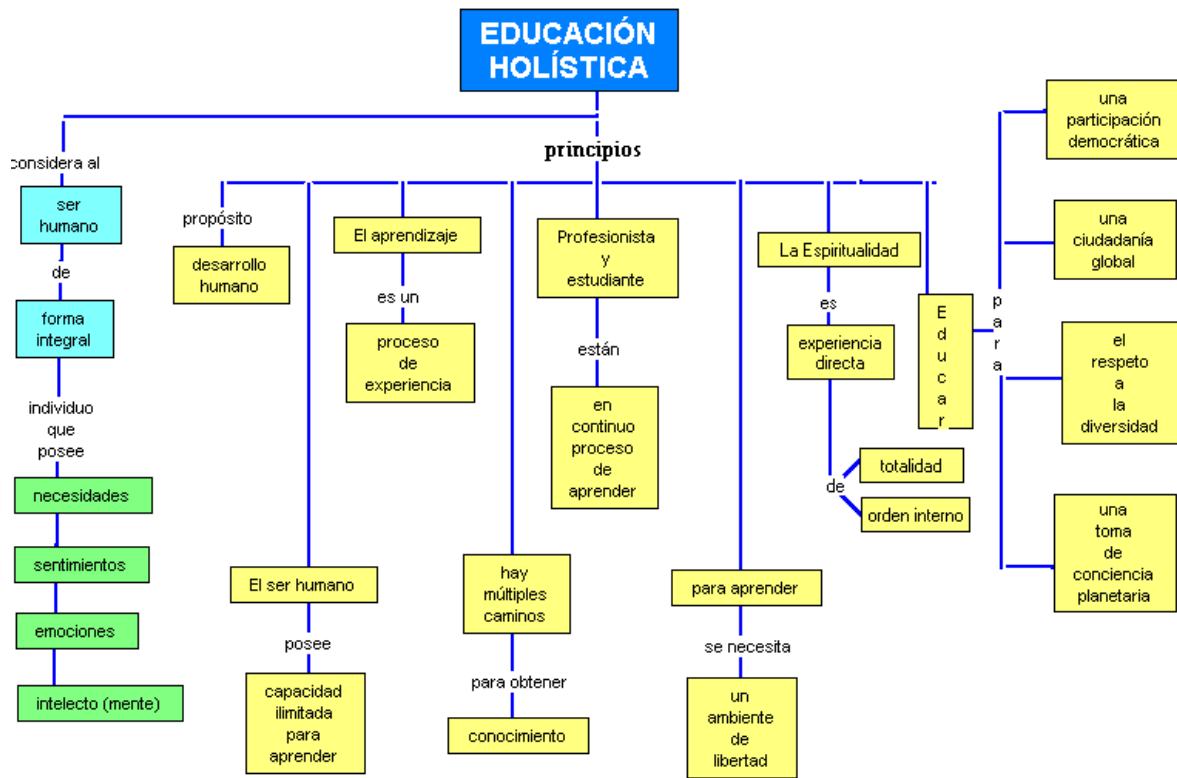 EDUCACIÓN
HOLÍSTICA
considera al
ser
humano
de
forma
integral
individuo
que
posee
necesidades
sentimientos
emociones
intelecto (mente)
principios
propósito
desarrollo
humano
El ser humano
posee
capacidad
ilimitada
para
aprender
El aprendizaje
es un
proceso
de
experiencia
hay
múltiples
caminos
para obtener
conocimiento
Profesionista
y
estudiante
están
en
continuo
proceso
de
aprender
para aprender
se necesita
un
ambiente
de
libertad
La Espiritualidad
es
experiencia
directa
de
totalidad
orden interno
E
d
u
c
a
r
p
a
r
a
una
participación
democrática
una
ciudadanía
global
el
respeto
a
la
diversidad
una
toma
de
conciencia
planetaria